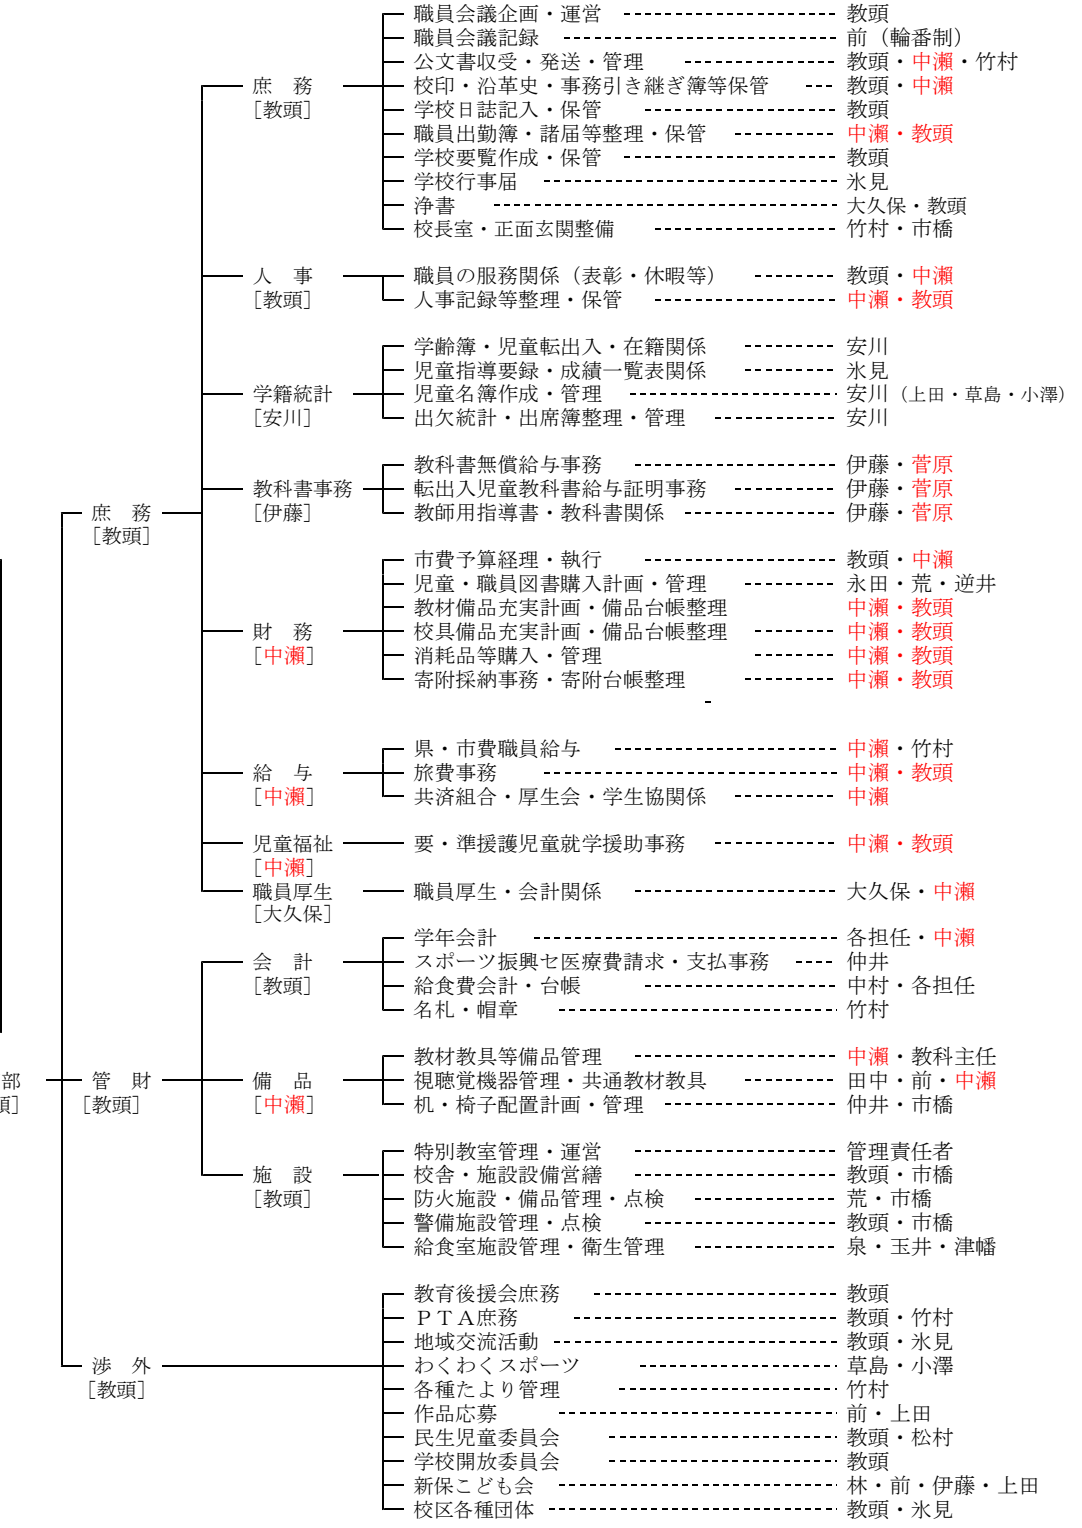 職員会議企画・運営 教頭
職員会議記録 前（輪番制）
公文書収受・発送・管理 教頭・中瀬・竹村
庶　務 校印・沿革史・事務引き継ぎ簿等保管 教頭・中瀬
［教頭］ 学校日誌記入・保管 教頭
職員出勤簿・諸届等整理・保管 中瀬・教頭
学校要覧作成・保管 教頭
学校行事届 氷見
浄書 大久保・教頭
校長室・正面玄関整備 竹村・市橋
人　事 職員の服務関係（表彰・休暇等） 教頭・中瀬
［教頭］ 人事記録等整理・保管 中瀬・教頭
学齢簿・児童転出入・在籍関係 安川
児童指導要録・成績一覧表関係 氷見
学籍統計 児童名簿作成・管理 安川（上田・草島・小澤）
［安川］ 出欠統計・出席簿整理・管理 安川
教科書無償給与事務 伊藤・菅原
教科書事務 転出入児童教科書給与証明事務 伊藤・菅原
庶　務 ［伊藤］ 教師用指導書・教科書関係 伊藤・菅原
［教頭］
市費予算経理・執行 教頭・中瀬
児童・職員図書購入計画・管理 永田・荒・逆井
教材備品充実計画・備品台帳整理 中瀬・教頭
財　務 校具備品充実計画・備品台帳整理 中瀬・教頭
［中瀬］ 消耗品等購入・管理 中瀬・教頭
寄附採納事務・寄附台帳整理 中瀬・教頭
県・市費職員給与 中瀬・竹村
給　与 旅費事務 中瀬・教頭
［中瀬］ 共済組合・厚生会・学生協関係 中瀬
児童福祉 要・準援護児童就学援助事務 中瀬・教頭
［中瀬］
職員厚生 職員厚生・会計関係 大久保・中瀬
［大久保］
学年会計 各担任・中瀬
会　計 スポーツ振興セ医療費請求・支払事務 仲井
［教頭］ 給食費会計・台帳 中村・各担任
名札・帽章 竹村
教材教具等備品管理 中瀬・教科主任
部 管　財 備　品 視聴覚機器管理・共通教材教具 田中・前・中瀬
頭］ ［教頭］ ［中瀬］ 机・椅子配置計画・管理 仲井・市橋
特別教室管理・運営 管理責任者
施　設 校舎・施設設備営繕 教頭・市橋
［教頭］ 防火施設・備品管理・点検 荒・市橋
警備施設管理・点検 教頭・市橋
給食室施設管理・衛生管理 泉・玉井・津幡
教育後援会庶務 教頭
ＰＴＡ庶務 教頭・竹村
地域交流活動 教頭・氷見
渉　外 わくわくスポーツ 草島・小澤
［教頭］ 各種たより管理 竹村
作品応募 前・上田
民生児童委員会 教頭・松村
学校開放委員会 教頭
新保こども会 林・前・伊藤・上田
校区各種団体 教頭・氷見